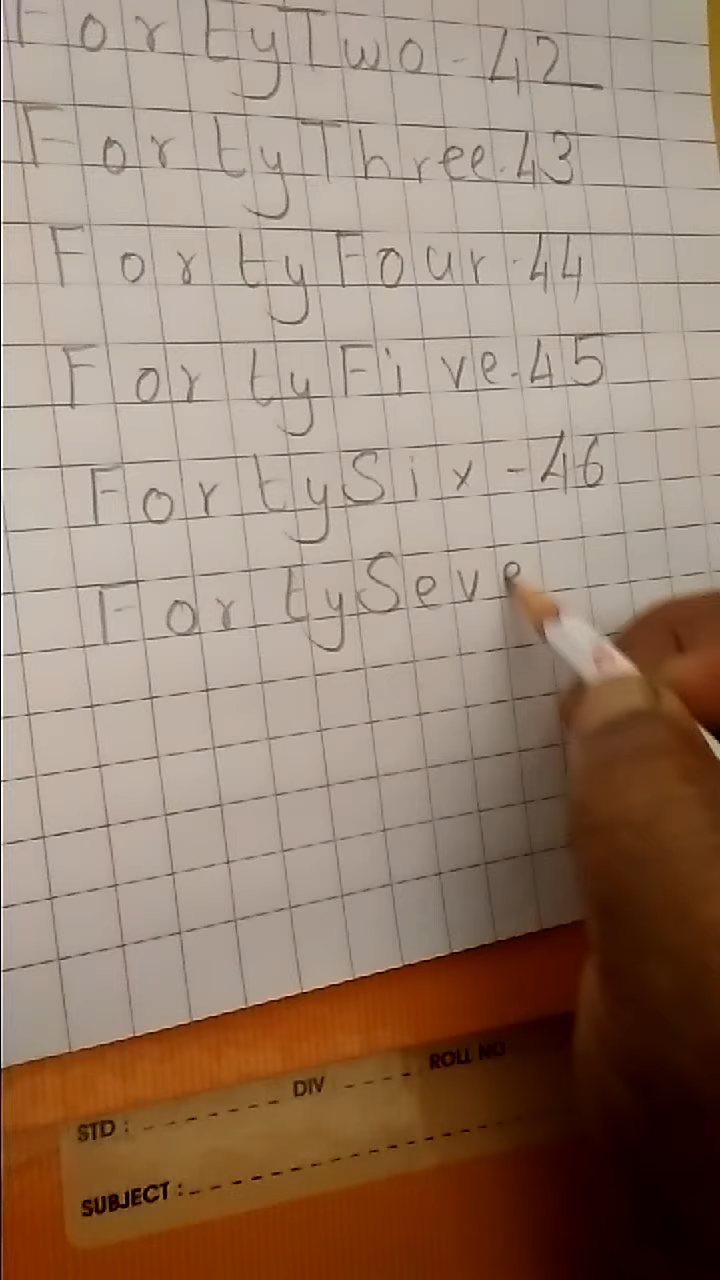 FortyTwo-42
FortyThree.43
FortyFour.44
FortyFive.45
FortySix-46
FortySeve
STD : DIV ROLL NO
SUBJECT :